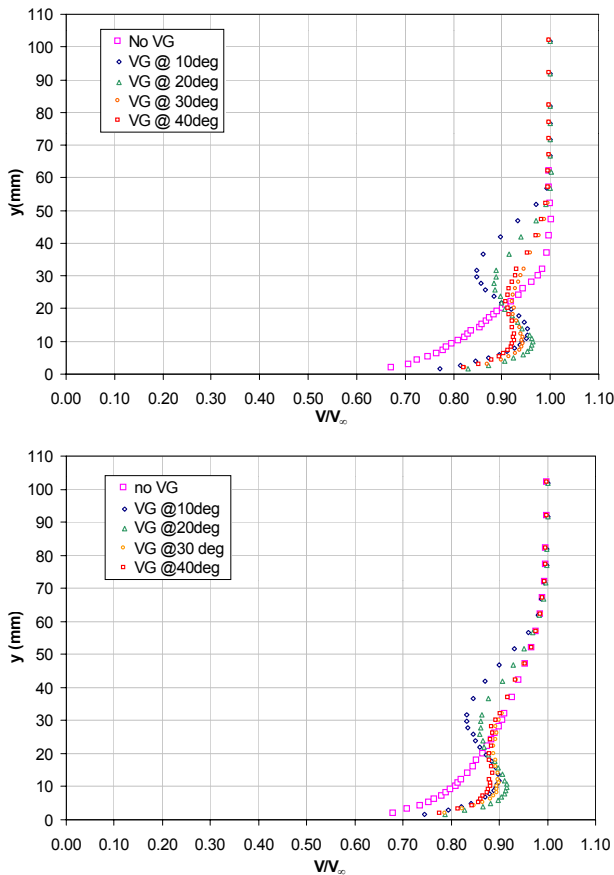 110
100
90
80
70
60
50
40
30
20
10
0
y(mm)
No VG
VG @ 10deg
VG @ 20deg
VG @ 30deg
VG @ 40deg
0.00 0.10 0.20 0.30 0.40 0.50 0.60 0.70 0.80 0.90 1.00 1.10
V/V∞
110
100
90
80
70
60
50
40
30
20
10
0
y (mm)
no VG
VG @10deg
VG @20deg
VG @30 deg
VG @40deg
0.00 0.10 0.20 0.30 0.40 0.50 0.60 0.70 0.80 0.90 1.00 1.10
V/V∞